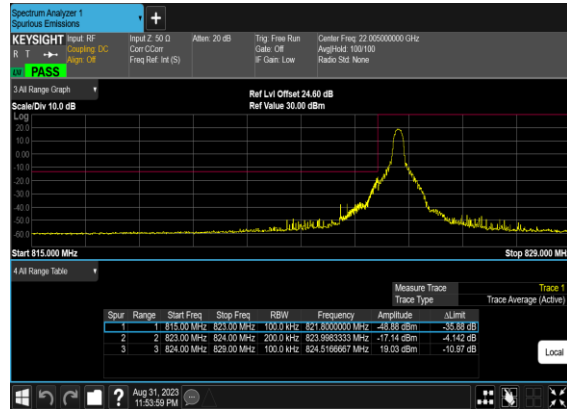 Spectrum Analyzer 1
Spurious Emissions
+
KEYSIGHT Input: RF Input Z: 50 Ω Atten: 20 dB Trig: Free Run Center Freq: 22.005000000 GHz
R T Coupling: DC Corr CCorr Gate: Off Avg|Hold: 100/100
Align: Off Freq Ref: Int (S) IF Gain: Low Radio Std: None
PASS
3 All Range Graph
Ref Lvl Offset 24.60 dB
Scale/Div 10.0 dB Ref Value 30.00 dBm
Log
20.0
10.0
0.00
-10.0
-20.0
-30.0
-40.0
-50.0
-60.0
Start 815.000 MHz Stop 829.000 MH
4 All Range Table
Measure Trace Trace 1
Trace Type Trace Average (Active)
Spur Range Start Freq Stop Freq RBW Frequency Amplitude ΔLimit
1 1 815.00 MHz 823.00 MHz 100.0 kHz 821.8000000 MHz -48.88 dBm -35.88 dB
2 2 823.00 MHz 824.00 MHz 200.0 kHz 823.9983333 MHz -17.14 dBm -4.142 dB
3 3 824.00 MHz 829.00 MHz 100.0 kHz 824.5166667 MHz 19.03 dBm -10.97 dB
Local
? Aug 31, 2023
11:53:59 PM